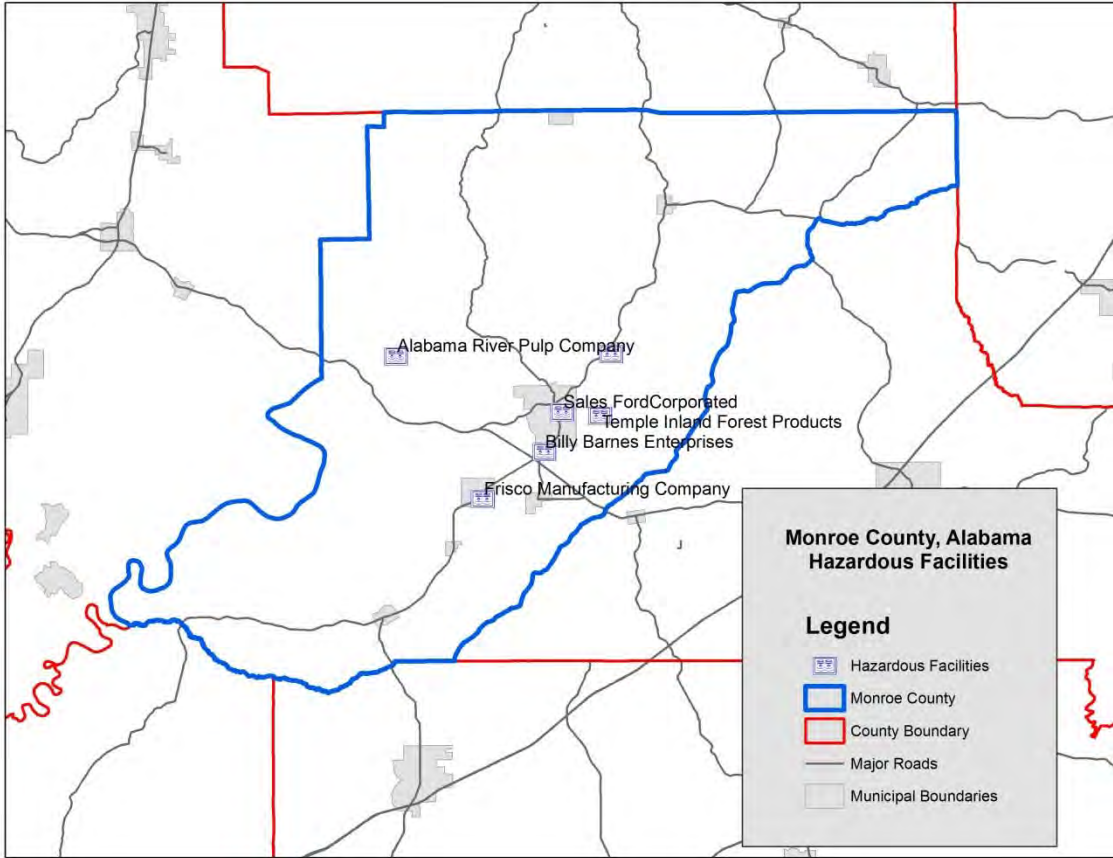 Alabama River Pulp Company
Sales FordCorporated
Temple Inland Forest Products
Billy Barnes Enterprises
Frisco Manufacturing Company
Monroe County, Alabama
Hazardous Facilities
Legend
Hazardous Facilities
Monroe County
County Boundary
Major Roads
Municipal Boundaries